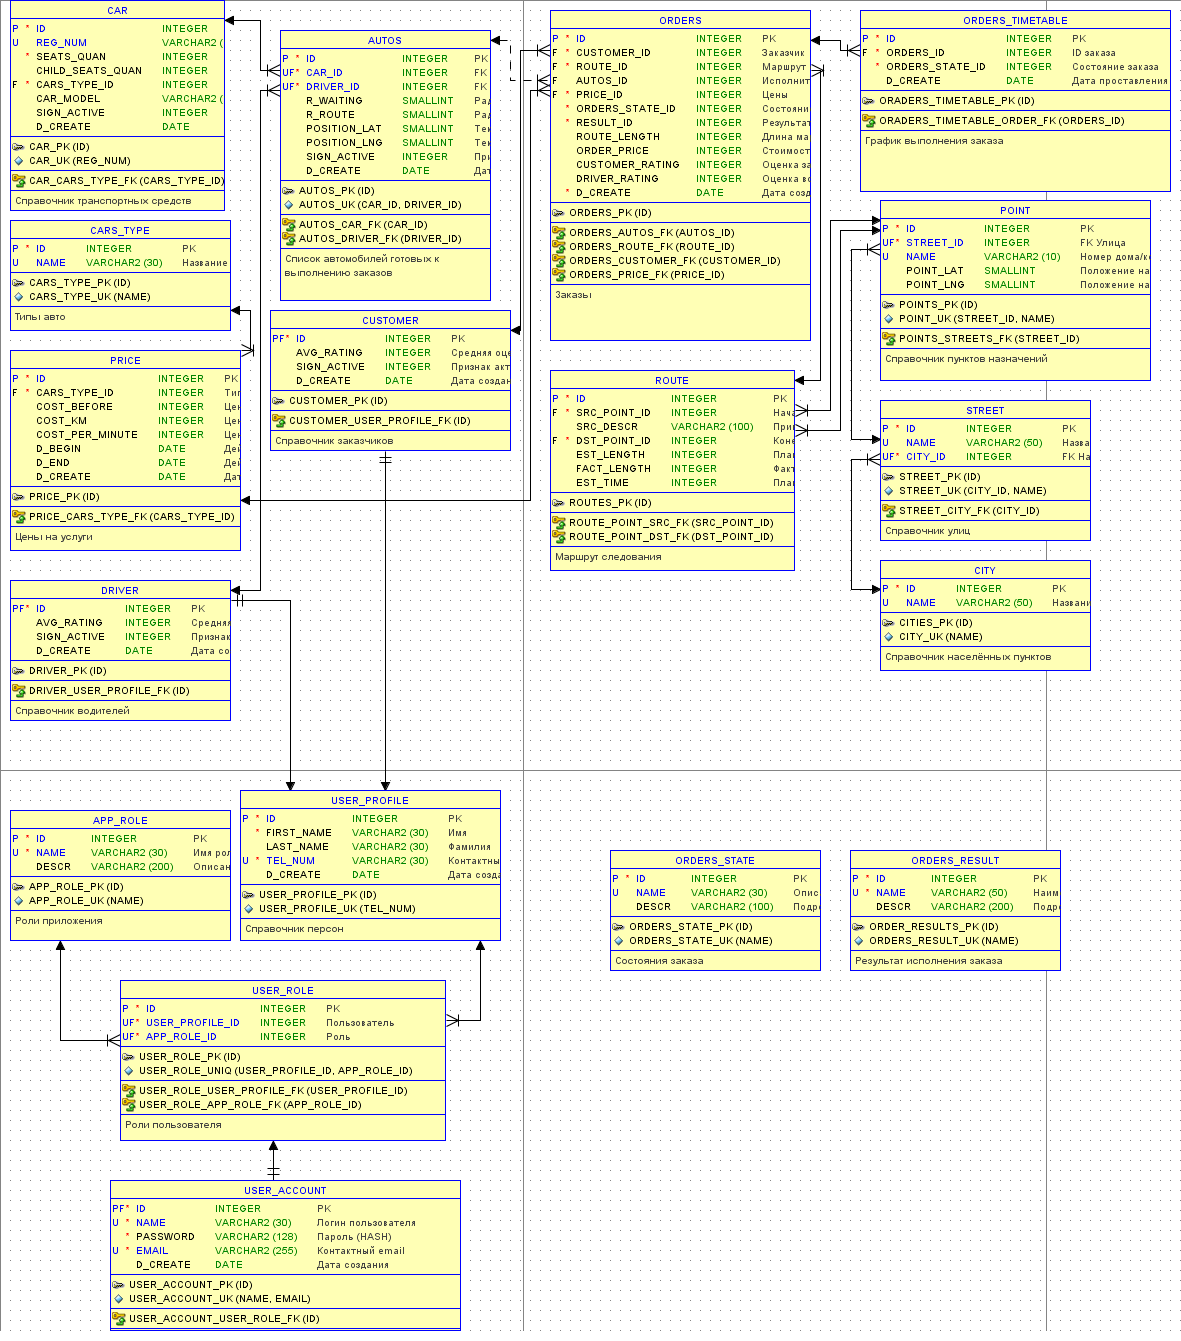 CAR
P * ID INTEGER
U REG_NUM VARCHAR2 (
* SEATS_QUAN INTEGER
CHILD_SEATS_QUAN INTEGER
F * CARS_TYPE_ID INTEGER
CAR_MODEL VARCHAR2 (
SIGN_ACTIVE INTEGER
D_CREATE DATE
CAR_PK (ID)
CAR_UK (REG_NUM)
CAR_CARS_TYPE_FK (CARS_TYPE_ID)
Справочник транспортных средств
AUTOS
P * ID INTEGER PK
UF* CAR_ID INTEGER FK
UF* DRIVER_ID INTEGER FK
R_WAITING SMALLINT Рад
R_ROUTE SMALLINT Рад
POSITION_LAT SMALLINT Тек
POSITION_LNG SMALLINT Тек
SIGN_ACTIVE INTEGER При
D_CREATE DATE Дат
AUTOS_PK (ID)
AUTOS_UK (CAR_ID, DRIVER_ID)
AUTOS_CAR_FK (CAR_ID)
AUTOS_DRIVER_FK (DRIVER_ID)
Список автомобилей готовых к
выполнению заказов
ORDERS
P * ID INTEGER PK
F * CUSTOMER_ID INTEGER Заказчик
F * ROUTE_ID INTEGER Маршрут
F AUTOS_ID INTEGER Исполнит
F * PRICE_ID INTEGER Цены
* ORDERS_STATE_ID INTEGER Состояни
* RESULT_ID INTEGER Результат
ROUTE_LENGTH INTEGER Длина ма
ORDER_PRICE INTEGER Стоимост
CUSTOMER_RATING INTEGER Оценка за
DRIVER_RATING INTEGER Оценка во
* D_CREATE DATE Дата созд
ORDERS_PK (ID)
ORDERS_AUTOS_FK (AUTOS_ID)
ORDERS_ROUTE_FK (ROUTE_ID)
ORDERS_CUSTOMER_FK (CUSTOMER_ID)
ORDERS_PRICE_FK (PRICE_ID)
Заказы
ORDERS_TIMETABLE
P * ID INTEGER PK
F * ORDERS_ID INTEGER ID заказа
* ORDERS_STATE_ID INTEGER Состояние заказа
D_CREATE DATE Дата проставления
ORADERS_TIMETABLE_PK (ID)
ORADERS_TIMETABLE_ORDER_FK (ORDERS_ID)
График выполения заказа
CARS_TYPE
P * ID INTEGER PK
U NAME VARCHAR2 (30) Название
CARS_TYPE_PK (ID)
CARS_TYPE_UK (NAME)
Типы авто
POINT
P * ID INTEGER PK
UF* STREET_ID INTEGER FK Улица
U NAME VARCHAR2 (10) Номер дома/к
POINT_LAT SMALLINT Положение на
POINT_LNG SMALLINT Положение на
POINTS_PK (ID)
POINT_UK (STREET_ID, NAME)
POINTS_STREETS_FK (STREET_ID)
Справочник пунктов назначений
CUSTOMER
PF* ID INTEGER PK
AVG_RATING INTEGER Средняя оце
SIGN_ACTIVE INTEGER Признак акт
D_CREATE DATE Дата создан
CUSTOMER_PK (ID)
CUSTOMER_USER_PROFILE_FK (ID)
Справочник заказчиков
PRICE
P * ID INTEGER PK
F * CARS_TYPE_ID INTEGER Тип
COST_BEFORE INTEGER Цен
COST_KM INTEGER Цен
COST_PER_MINUTE INTEGER Цен
D_BEGIN DATE Дей
D_END DATE Дей
D_CREATE DATE Дат
PRICE_PK (ID)
PRICE_CARS_TYPE_FK (CARS_TYPE_ID)
Цены на услуги
ROUTE
P * ID INTEGER PK
F * SRC_POINT_ID INTEGER Нача
SRC_DESCR VARCHAR2 (100) При
F * DST_POINT_ID INTEGER Коне
EST_LENGTH INTEGER Пла
FACT_LENGTH INTEGER Факт
EST_TIME INTEGER Пла
ROUTES_PK (ID)
ROUTE_POINT_SRC_FK (SRC_POINT_ID)
ROUTE_POINT_DST_FK (DST_POINT_ID)
Маршрут следования
STREET
P * ID INTEGER PK
U NAME VARCHAR2 (50) Назва
UF* CITY_ID INTEGER FK На
STREET_PK (ID)
STREET_UK (CITY_ID, NAME)
STREET_CITY_FK (CITY_ID)
Справочник улиц
CITY
P * ID INTEGER PK
U NAME VARCHAR2 (50) Названи
CITIES_PK (ID)
CITY_UK (NAME)
Справочник населённых пунктов
DRIVER
PF* ID INTEGER PK
AVG_RATING INTEGER Средняя
SIGN_ACTIVE INTEGER Признак
D_CREATE DATE Дата со
DRIVER_PK (ID)
DRIVER_USER_PROFILE_FK (ID)
Справочник водителей
USER_PROFILE
P * ID INTEGER PK
* FIRST_NAME VARCHAR2 (30) Имя
LAST_NAME VARCHAR2 (30) Фамилия
U * TEL_NUM VARCHAR2 (30) Контактны
D_CREATE DATE Дата созда
USER_PROFILE_PK (ID)
USER_PROFILE_UK (TEL_NUM)
Справочник персон
APP_ROLE
P * ID INTEGER PK
U * NAME VARCHAR2 (30) Имя рол
DESCR VARCHAR2 (200) Описан
APP_ROLE_PK (ID)
APP_ROLE_UK (NAME)
Роли приложения
ORDERS_STATE
P * ID INTEGER PK
U NAME VARCHAR2 (30) Опис
DESCR VARCHAR2 (100) Подр
ORDERS_STATE_PK (ID)
ORDERS_STATE_UK (NAME)
Состояния заказа
ORDERS_RESULT
P * ID INTEGER PK
U * NAME VARCHAR2 (50) Наим
DESCR VARCHAR2 (200) Подр
ORDER_RESULTS_PK (ID)
ORDERS_RESULT_UK (NAME)
Результат исполнения заказа
USER_ROLE
P * ID INTEGER PK
UF* USER_PROFILE_ID INTEGER Пользователь
UF* APP_ROLE_ID INTEGER Роль
USER_ROLE_PK (ID)
USER_ROLE_UNIQ (USER_PROFILE_ID, APP_ROLE_ID)
USER_ROLE_USER_PROFILE_FK (USER_PROFILE_ID)
USER_ROLE_APP_ROLE_FK (APP_ROLE_ID)
Роли пользователя
USER_ACCOUNT
PF* ID INTEGER PK
U * NAME VARCHAR2 (30) Логин пользователя
* PASSWORD VARCHAR2 (128) Пароль (HASH)
U * EMAIL VARCHAR2 (255) Контактный email
D_CREATE DATE Дата создания
USER_ACCOUNT_PK (ID)
USER_ACCOUNT_UK (NAME, EMAIL)
USER_ACCOUNT_USER_ROLE_FK (ID)